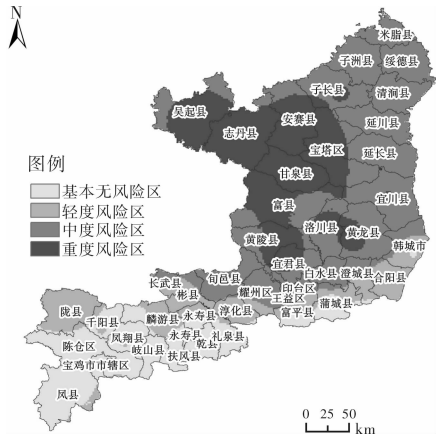 N
米脂县
子洲县 绥德县
子长县 清涧县
吴起县 安赛县 延川县
志丹县 宝塔区 延长县
甘泉县
图例
基本无风险区
轻度风险区
中度风险区
重度风险区
富县 宜川县
洛川县 黄龙县
黄陵县 韩城市
宜君县 白水县 澄城县 合阳县
长武县 旬邑县 印台区
彬县 耀州区 王益区 蒲城县
陇县 麟游县 永寿县 淳化县 富平县
千阳县
凤翔县 永寿县 礼泉县
陈仓区 岐山县 乾县
宝鸡市市辖区 扶风县
凤县
0 25 50
km